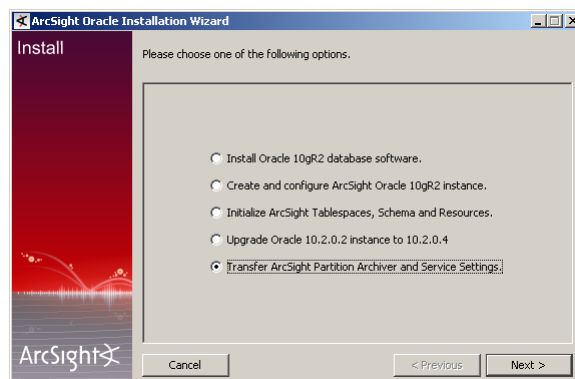 ArcSight Oracle Installation Wizard
Install
Please choose one of the following options.
Install Oracle 10gR2 database software.
Create and configure ArcSight Oracle 10gR2 instance.
Initialize ArcSight Tablespaces, Schema and Resources.
Upgrade Oracle 10.2.0.2 instance to 10.2.0.4
Transfer ArcSight Partition Archiver and Service Settings.
ArcSight
Cancel
< Previous
Next >